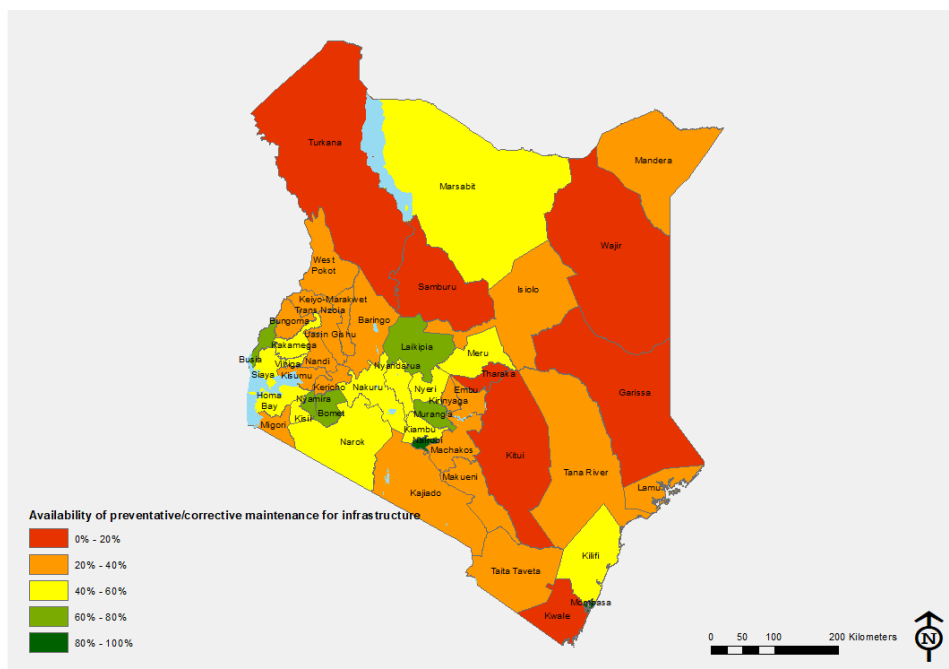 Turkana
Mandera
Marsabit
Wajir
West
Pokot
Samburu
Isiolo
Keiyo-Marakwet
Trans Nzoia
Bungoma
Baringo
Uasin Gishu
Kakamega
Laikipia
Meru
Busia
Vihiga
Nandi
Nyandarua
Siaya
Kisumu
Tharaka
Kericho
Nakuru
Nyeri
Embu
Garissa
Homa
Bay
Nyamira
Kirinyaga
Bomet
Murang'a
Migori
Kisii
Kiambu
Narok
Nairobi
Machakos
Kitui
Tana River
Makueni
Kajiado
Lamu
Kilifi
Taita Taveta
Mombasa
Kwale
Availability of preventative/corrective maintenance for infrastructure
0% - 20%
20% - 40%
40% - 60%
60% - 80%
80% - 100%
0 50 100 200 Kilometers
N